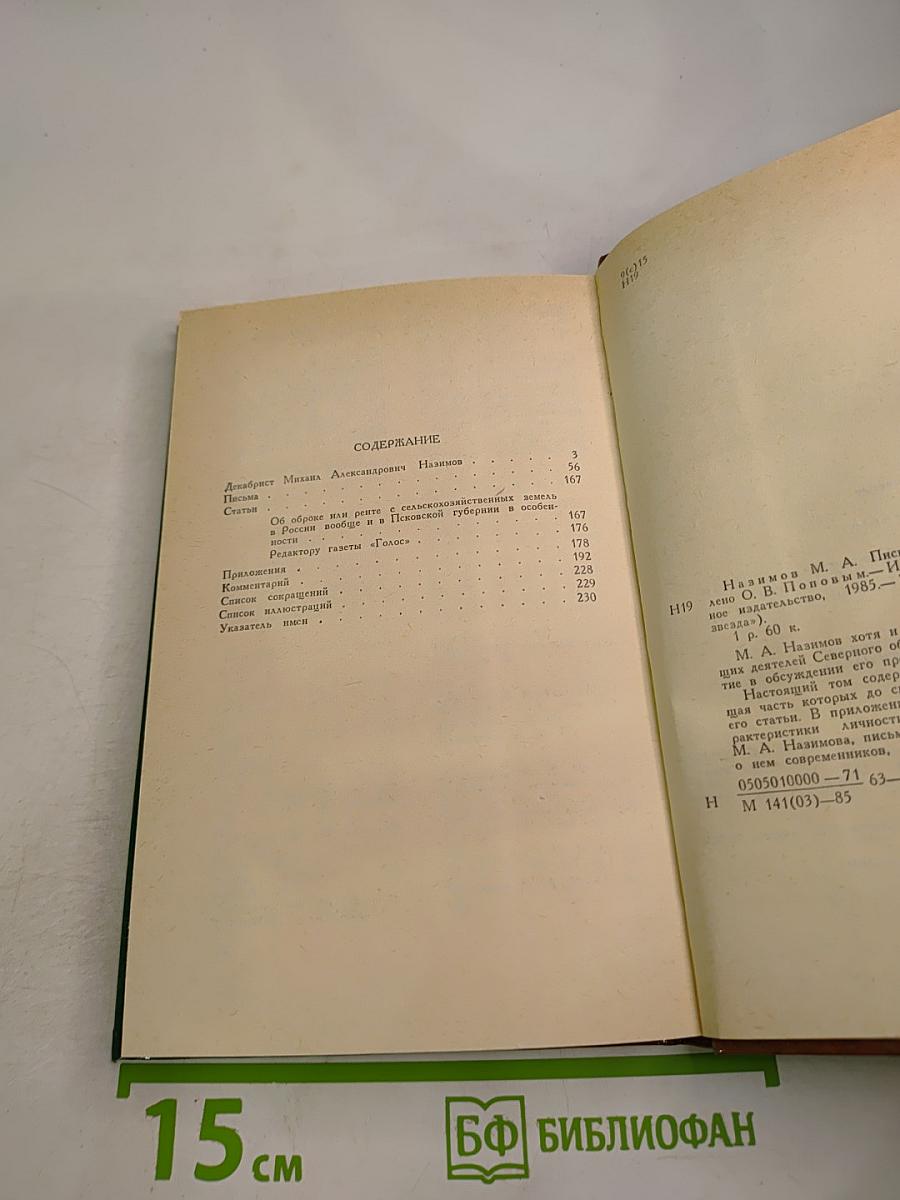 СОДЕРЖАНИЕ
Декабрист Михаил Александрович Назимов . . . . . 3
Письма . . . . . . . . . . . . . . 56
Статьи . . . . . . . . . . . . . . 167
Об оброке или ренте с сельскохозяйственных земель
в России вообще и в Псковской губернии в особен-
ности . . . . . . . . . . . . 167
Редактору газеты «Голос» . . . . . . . 176
Приложения . . . . . . . . . . . . 178
Комментарий . . . . . . . . . . . . 192
Список сокращений . . . . . . . . . . 228
Список иллюстраций . . . . . . . . . . 229
Указатель имен . . . . . . . . . . . 230
9(с)15
Н19
Назимов М. А. Пись
Н19 лено О. В. Поповым.— И
ное издательство, 1985.—
звезда»).
1 р. 60 к.
М. А. Назимов хотя и
щих деятелей Северного об
тие в обсуждении его пр
Настоящий том содер
щая часть которых до с
его статьи. В приложен
рактеристики личност
М. А. Назимова, письм
о нем современников,
Н 0505010000—71 63—
М 141(03)—85
15 см
БФ БИБЛИОФАН